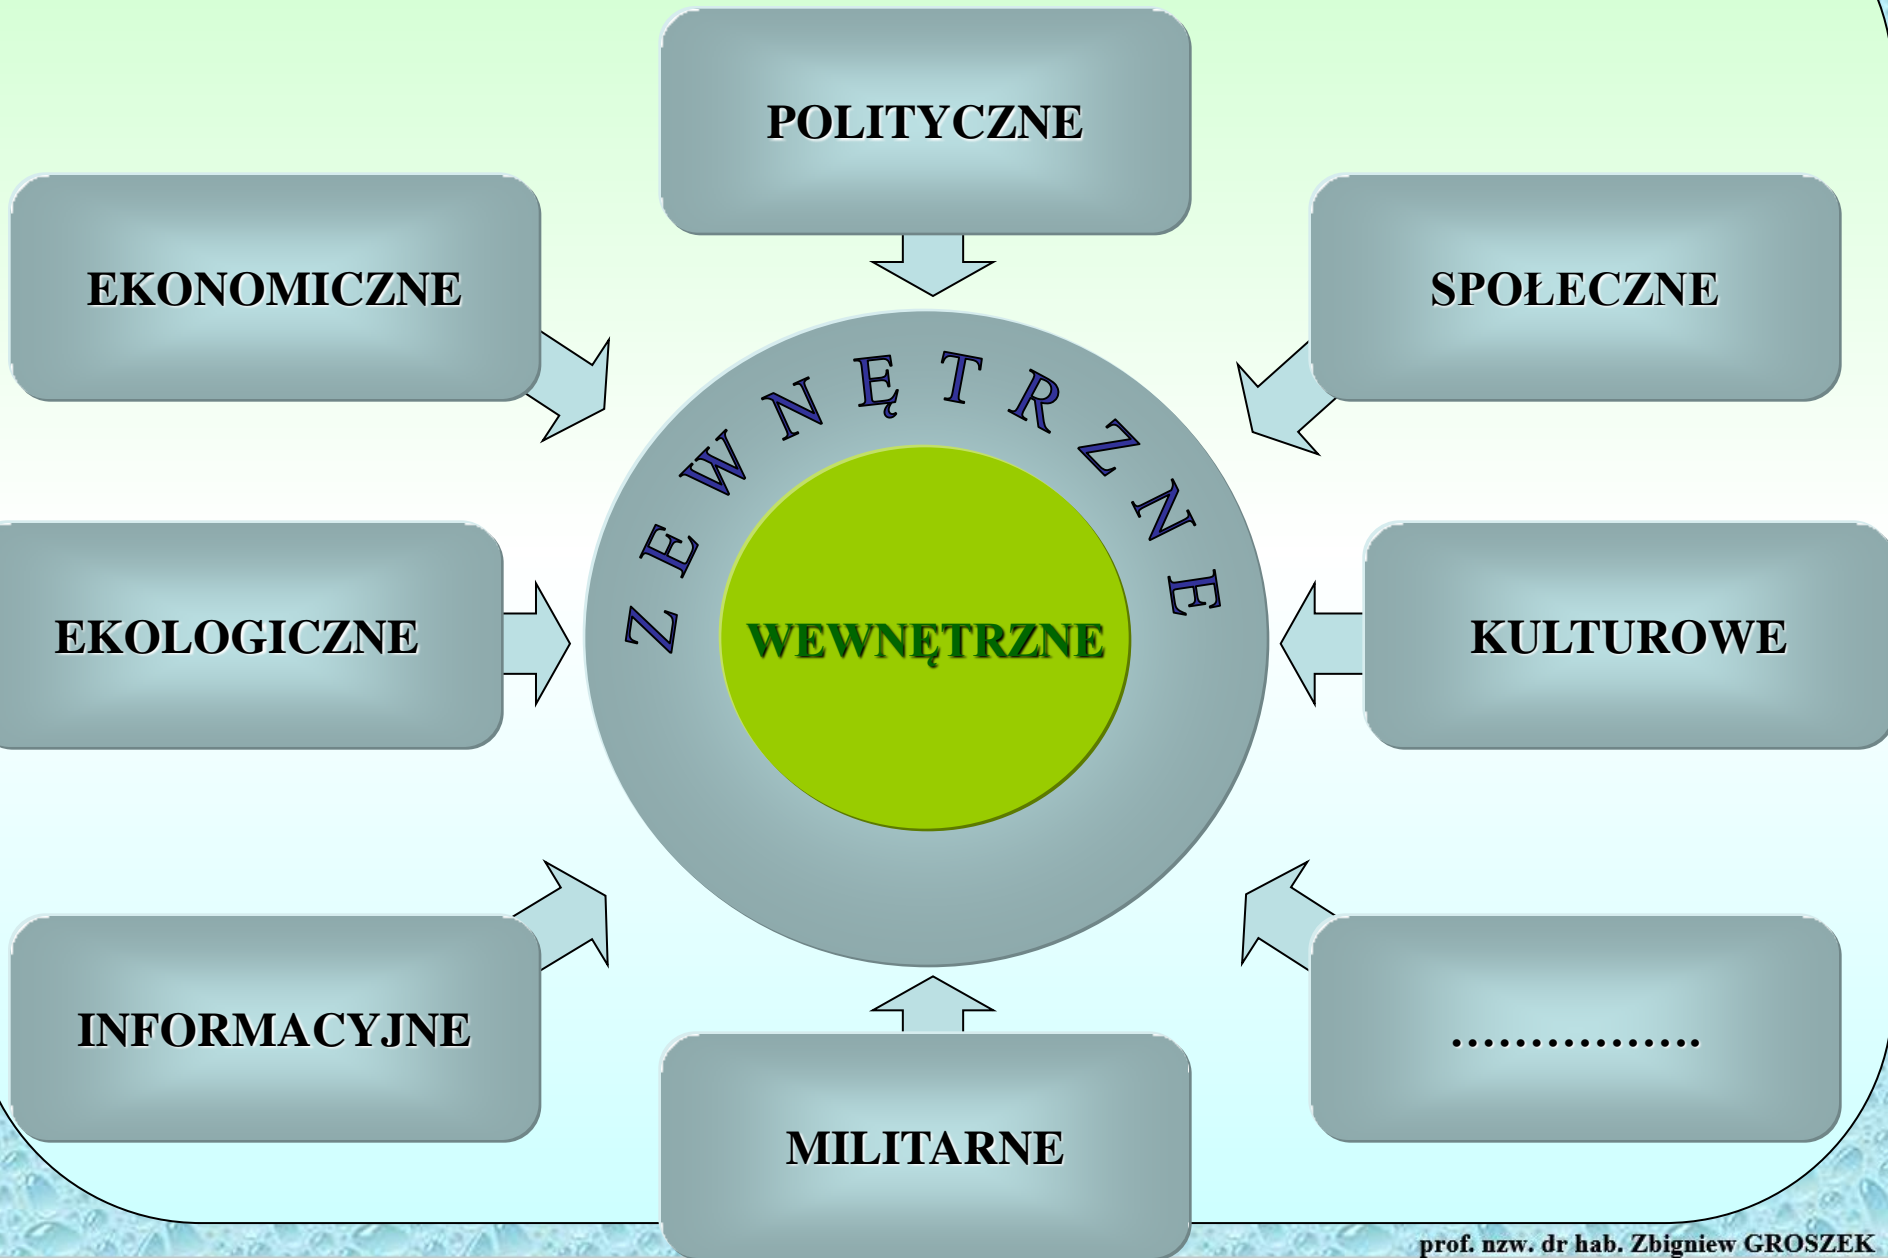 POLITYCZNE
EKONOMICZNE
SPOŁECZNE
ZEWNĘTRZNE
WEWNĘTRZNE
EKOLOGICZNE
KULTUROWE
INFORMACYJNE
................
MILITARNE
prof. nzw. dr hab. Zbigniew GROSZEK